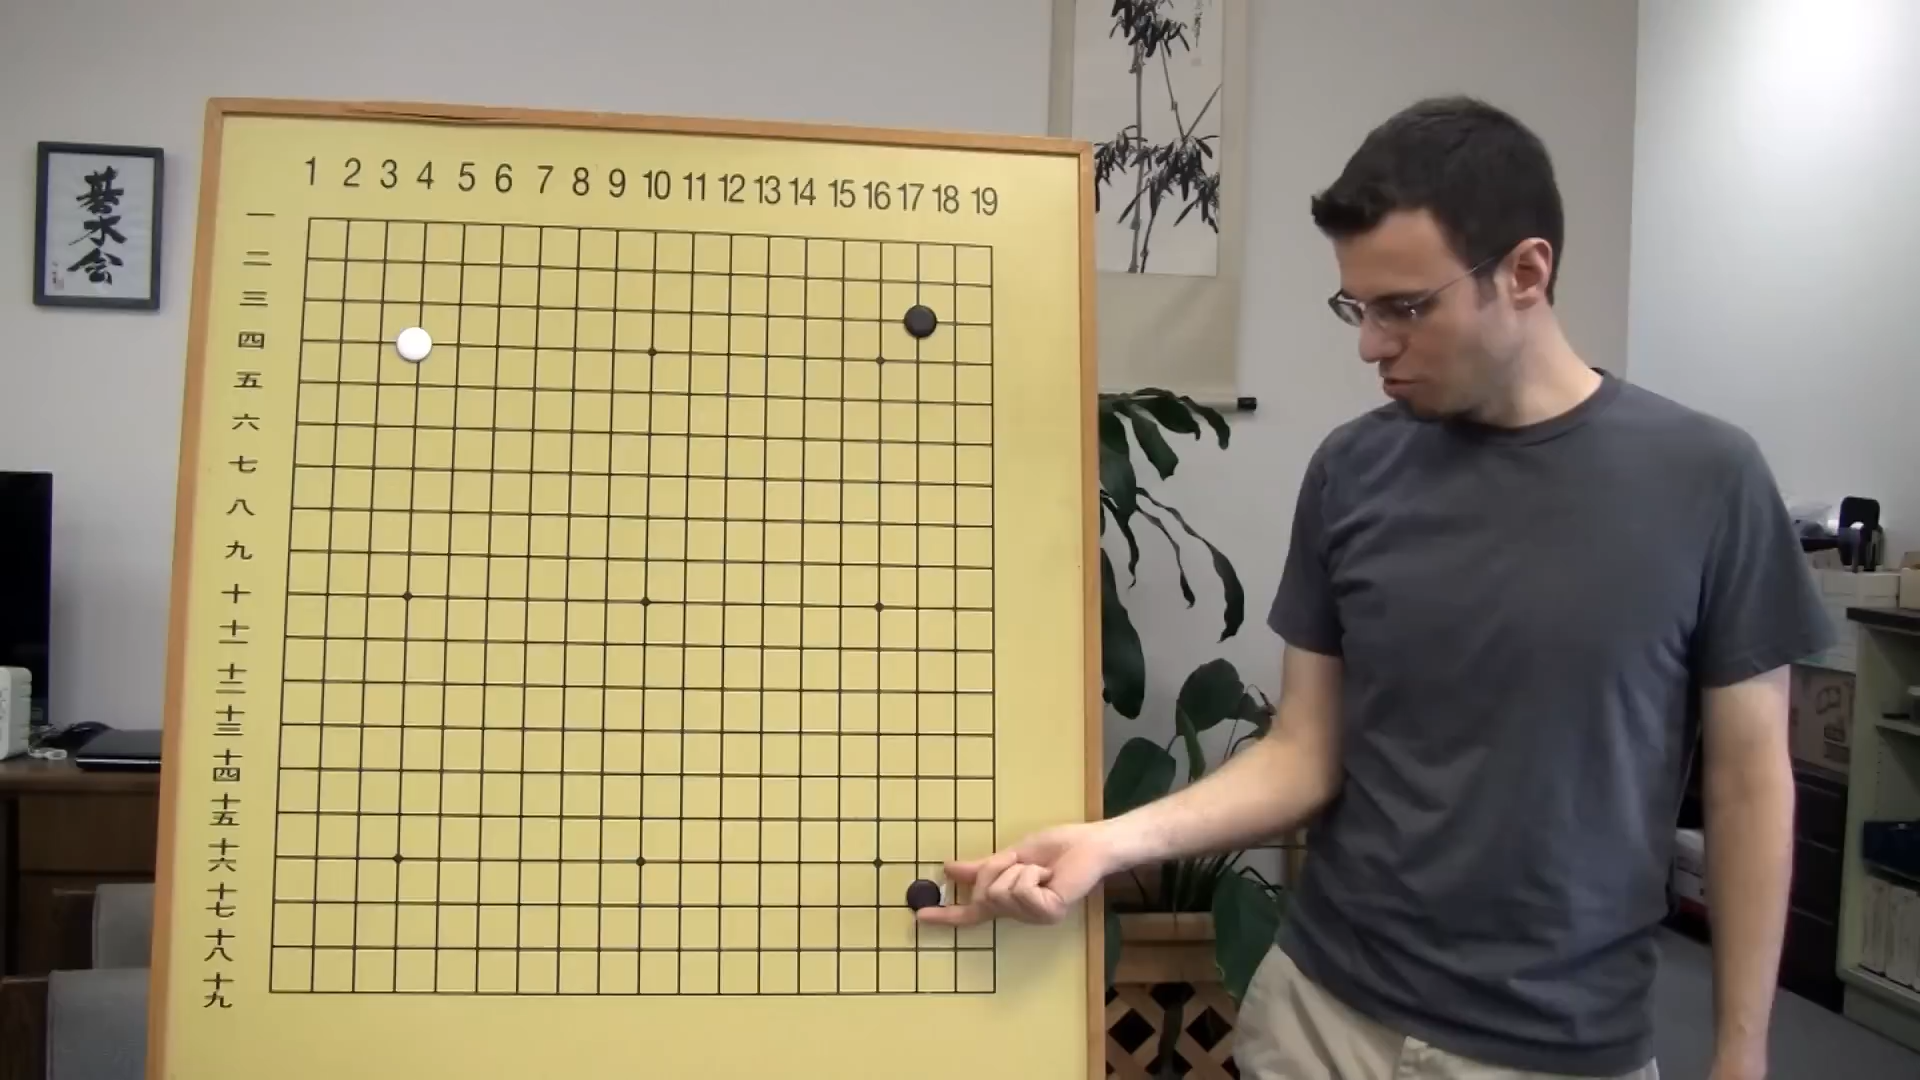 碁
水
会
1 2 3 4 5 6 7 8 9 10 11 12 13 14 15 16 17 18 19
一
二
三
四
五
六
七
八
九
十
十一
十二
十三
十四
十五
十六
十七
十八
十九